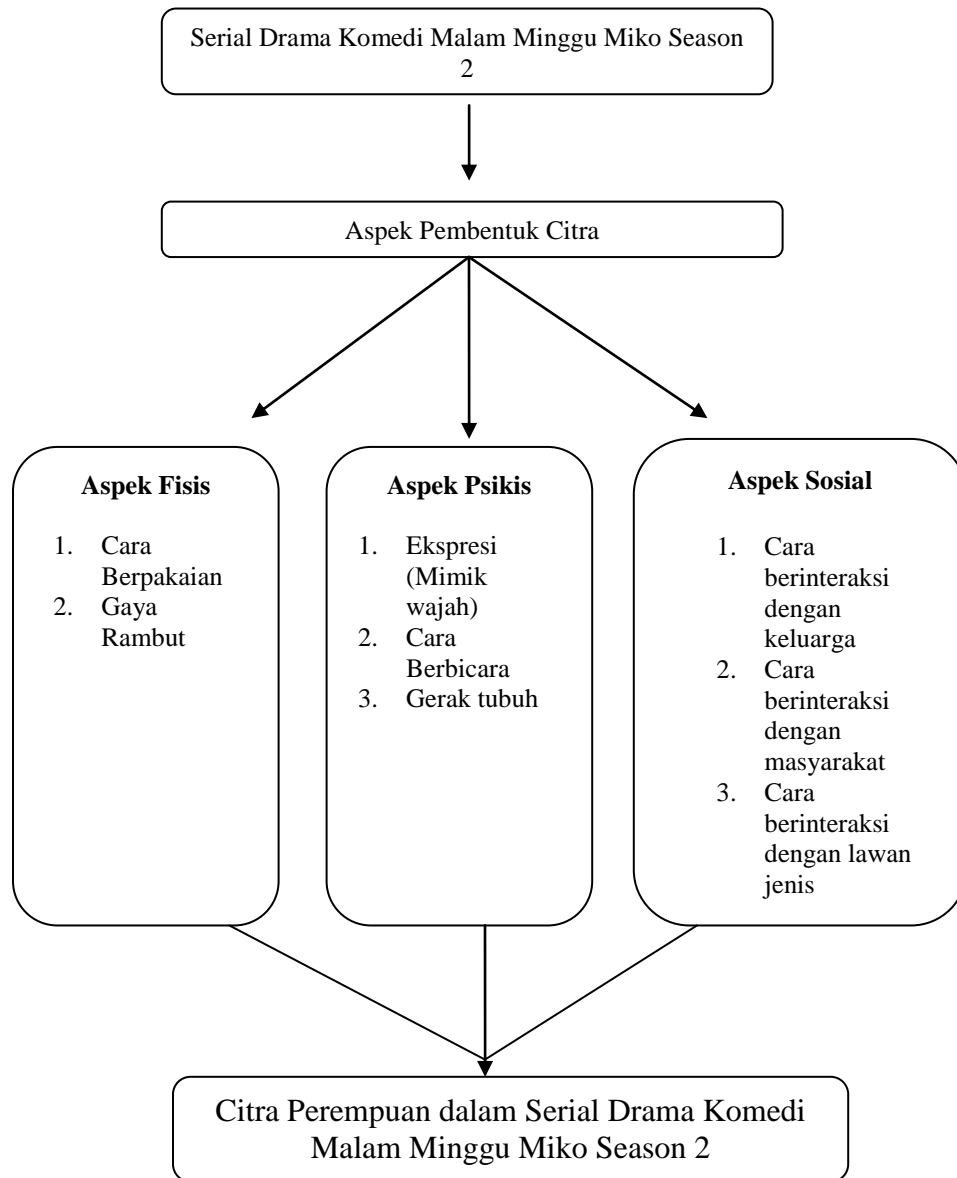 Serial Drama Komedi Malam Minggu Miko Season
2
Aspek Pembentuk Citra
Aspek Fisis
1. Cara
Berpakaian
2. Gaya
Rambut
Aspek Psikis
1. Ekspresi
(Mimik
wajah)
2. Cara
Berbicara
3. Gerak tubuh
Aspek Sosial
1. Cara
berinteraksi
dengan
keluarga
2. Cara
berinteraksi
dengan
masyarakat
3. Cara
berinteraksi
dengan lawan
jenis
Citra Perempuan dalam Serial Drama Komedi
Malam Minggu Miko Season 2